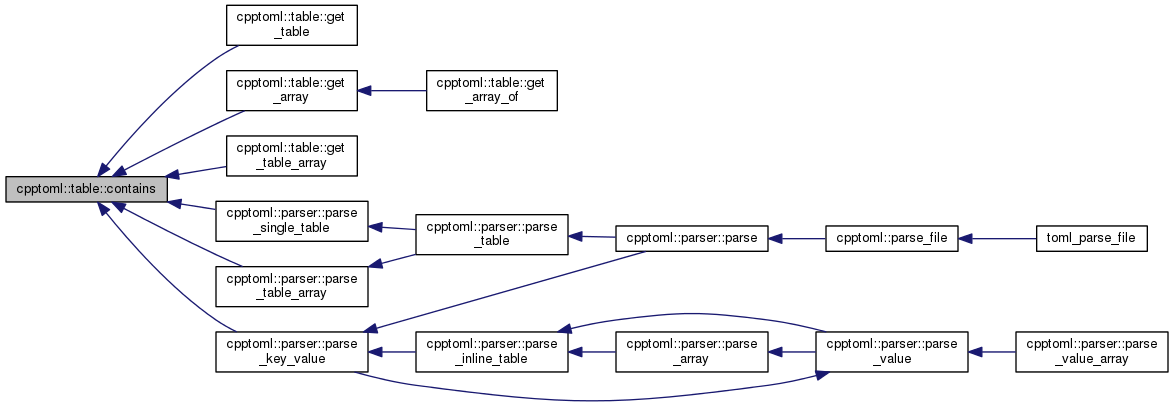 cpptoml::table::get
_table
cpptoml::table::get
_array
cpptoml::table::get
_array_of
cpptoml::table::get
_table_array
cpptoml::table::contains
cpptoml::parser::parse
_single_table
cpptoml::parser::parse
_table
cpptoml::parser::parse
cpptoml::parse_file
toml_parse_file
cpptoml::parser::parse
_table_array
cpptoml::parser::parse
_key_value
cpptoml::parser::parse
_inline_table
cpptoml::parser::parse
_array
cpptoml::parser::parse
_value
cpptoml::parser::parse
_value_array